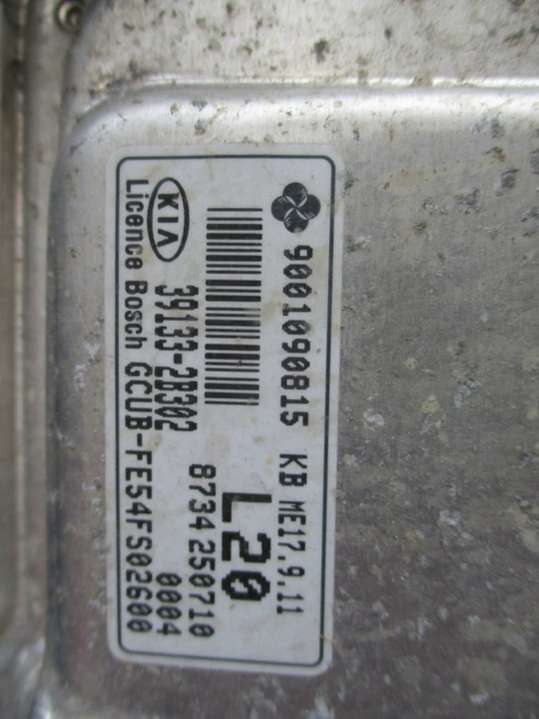 9001090815 KB ME17.9.11
L20
8734 250710
KIA
39133-2B302
0004
Licence Bosch GCUB-FE54FS02600